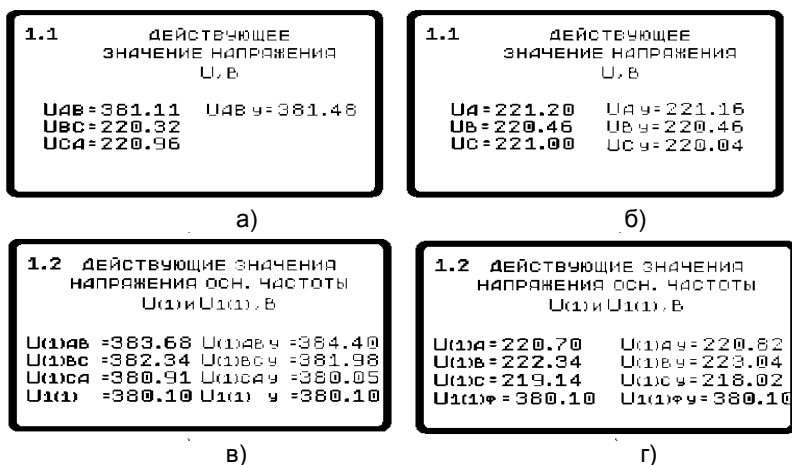 1.1 ДЕЙСТВУЮЩЕЕ
ЗНАЧЕНИЕ НАПРЯЖЕНИЯ
U, В
UAB=381.11 UAB y=381.48
UBC=220.32
UCA=220.96
а)
1.1 ДЕЙСТВУЮЩЕЕ
ЗНАЧЕНИЕ НАПРЯЖЕНИЯ
U, В
UA=221.20 UA y=221.16
UB=220.46 UB y=220.46
UC=221.00 UC y=220.04
б)
1.2 ДЕЙСТВУЮЩИЕ ЗНАЧЕНИЯ
НАПРЯЖЕНИЯ ОСН. ЧАСТОТЫ
U(1) и U1(1), В
U(1)AB =383.68 U(1)AB y =384.40
U(1)BC =382.34 U(1)BC y =381.98
U(1)CA =380.91 U(1)CA y =380.05
U1(1) =380.10 U1(1) y =380.10
в)
1.2 ДЕЙСТВУЮЩИЕ ЗНАЧЕНИЯ
НАПРЯЖЕНИЯ ОСН. ЧАСТОТЫ
U(1) и U1(1), В
U(1)A=220.70 U(1)A y=220.82
U(1)B=222.34 U(1)B y=223.04
U(1)C=219.14 U(1)C y=218.02
U1(1)Ф=380.10 U1(1)Ф y=380.10
г)